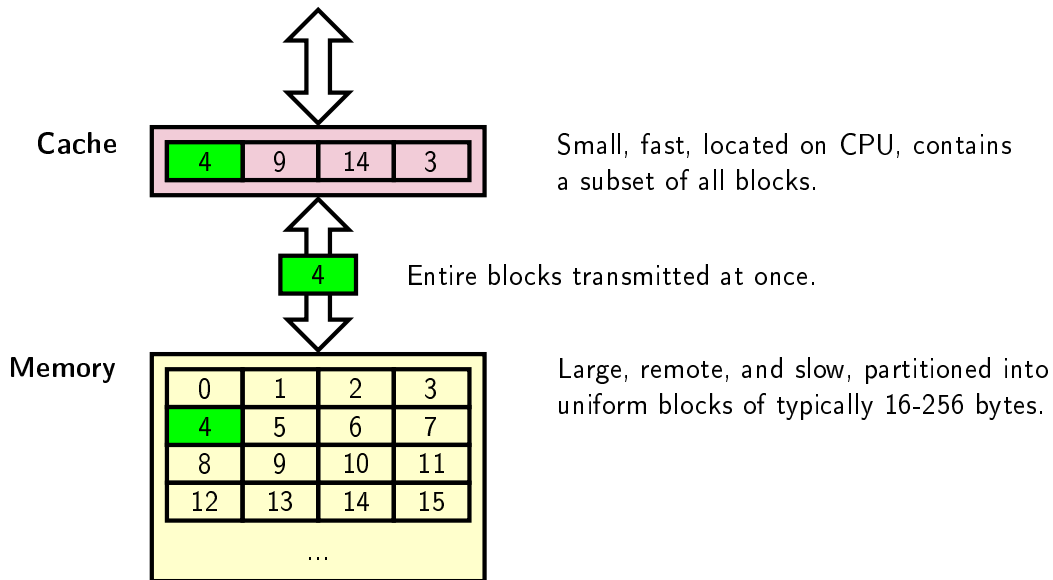 Cache
4 9 14 3
Small, fast, located on CPU, contains
a subset of all blocks.
4
Entire blocks transmitted at once.
Memory
0 1 2 3
4 5 6 7
8 9 10 11
12 13 14 15
...
Large, remote, and slow, partitioned into
uniform blocks of typically 16-256 bytes.